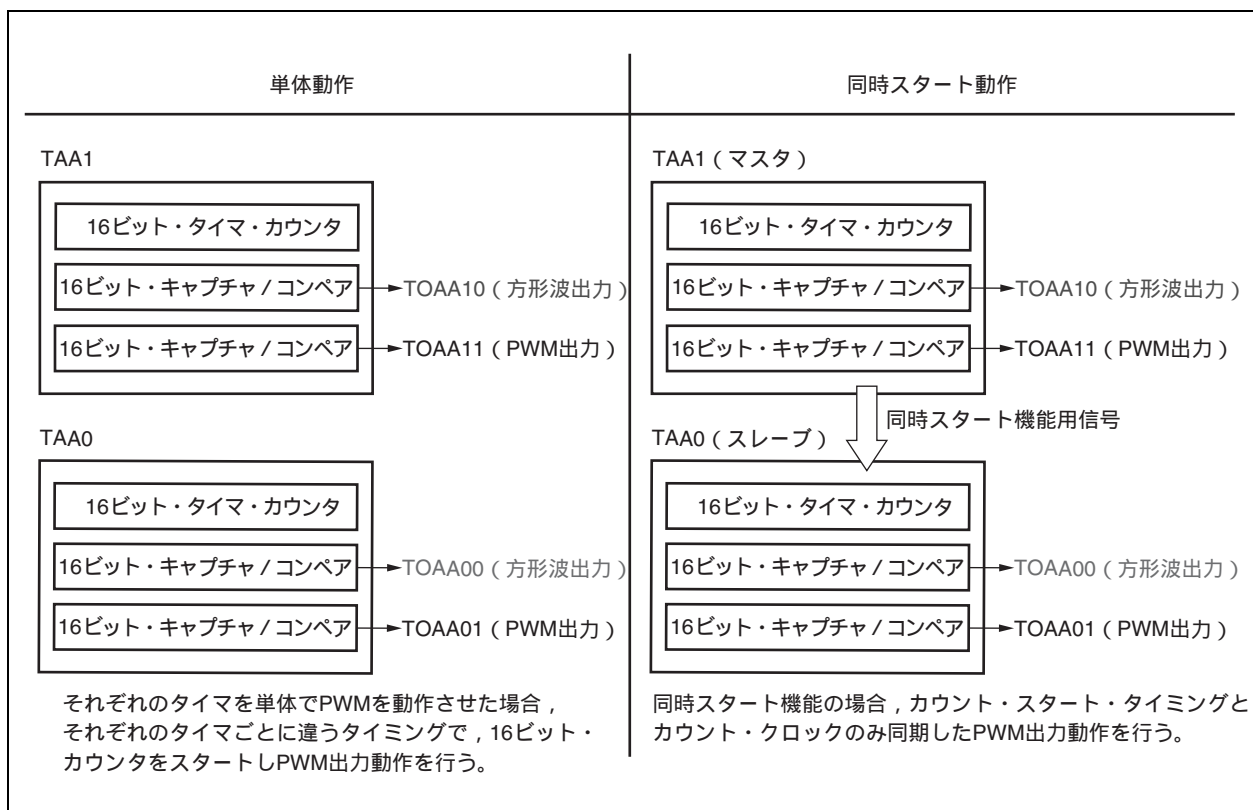 単体動作
TAA1
16ビット・タイマ・カウンタ
16ビット・キャプチャ / コンペア
TOAA10（方形波出力）
16ビット・キャプチャ / コンペア
TOAA11（PWM出力）
TAA0
16ビット・タイマ・カウンタ
16ビット・キャプチャ / コンペア
TOAA00（方形波出力）
16ビット・キャプチャ / コンペア
TOAA01（PWM出力）
それぞれのタイマを単体でPWMを動作させた場合，
それぞれのタイマごとに違うタイミングで，16ビット・
カウンタをスタートしPWM出力動作を行う。
同時スタート動作
TAA1（マスタ）
16ビット・タイマ・カウンタ
16ビット・キャプチャ / コンペア
TOAA10（方形波出力）
16ビット・キャプチャ / コンペア
TOAA11（PWM出力）
同時スタート機能用信号
TAA0（スレーブ）
16ビット・タイマ・カウンタ
16ビット・キャプチャ / コンペア
TOAA00（方形波出力）
16ビット・キャプチャ / コンペア
TOAA01（PWM出力）
同時スタート機能の場合，カウント・スタート・タイミングと
カウント・クロックのみ同期したPWM出力動作を行う。